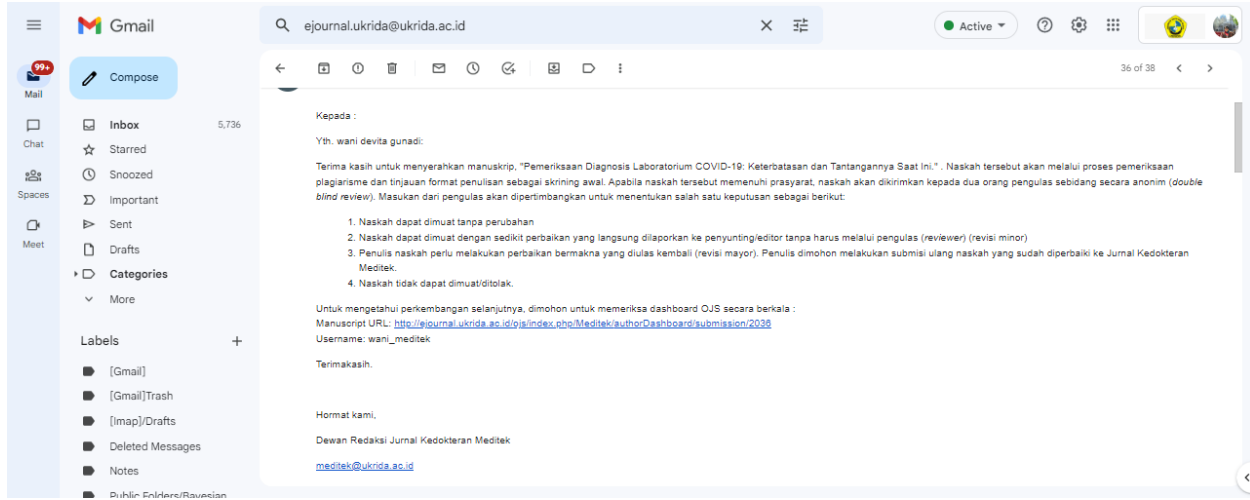 Gmail
ejournal.ukrida@ukrida.ac.id
Active
99+
Mail
Compose
36 of 38
Chat
Spaces
Meet
Inbox 5,736
Starred
Snoozed
Important
Sent
Drafts
Categories
More
Labels
[Gmail]
[Gmail]Trash
[Imap]/Drafts
Deleted Messages
Notes
Public Folders/Bayesian
Kepada :
Yth. wani devita gunadi:
Terima kasih untuk menyerahkan manuskrip, "Pemeriksaan Diagnosis Laboratorium COVID-19: Keterbatasan dan Tantangannya Saat Ini." . Naskah tersebut akan melalui proses pemeriksaan
plagiarisme dan tinjauan format penulisan sebagai skrining awal. Apabila naskah tersebut memenuhi prasyarat, naskah akan dikirimkan kepada dua orang pengulas sebidang secara anonim (double
blind review). Masukan dari pengulas akan dipertimbangkan untuk menentukan salah satu keputusan sebagai berikut:
1. Naskah dapat dimuat tanpa perubahan
2. Naskah dapat dimuat dengan sedikit perbaikan yang langsung dilaporkan ke penyunting/editor tanpa harus melalui pengulas (reviewer) (revisi minor)
3. Penulis naskah perlu melakukan perbaikan bermakna yang diulas kembali (revisi mayor). Penulis dimohon melakukan submisi ulang naskah yang sudah diperbaiki ke Jurnal Kedokteran
Meditek.
4. Naskah tidak dapat dimuat/ditolak.
Untuk mengetahui perkembangan selanjutnya, dimohon untuk memeriksa dashboard OJS secara berkala :
Manuscript URL: http://ejournal.ukrida.ac.id/ojs/index.php/Meditek/authorDashboard/submission/2036
Username: wani_meditek
Terimakasih.
Hormat kami,
Dewan Redaksi Jurnal Kedokteran Meditek
meditek@ukrida.ac.id